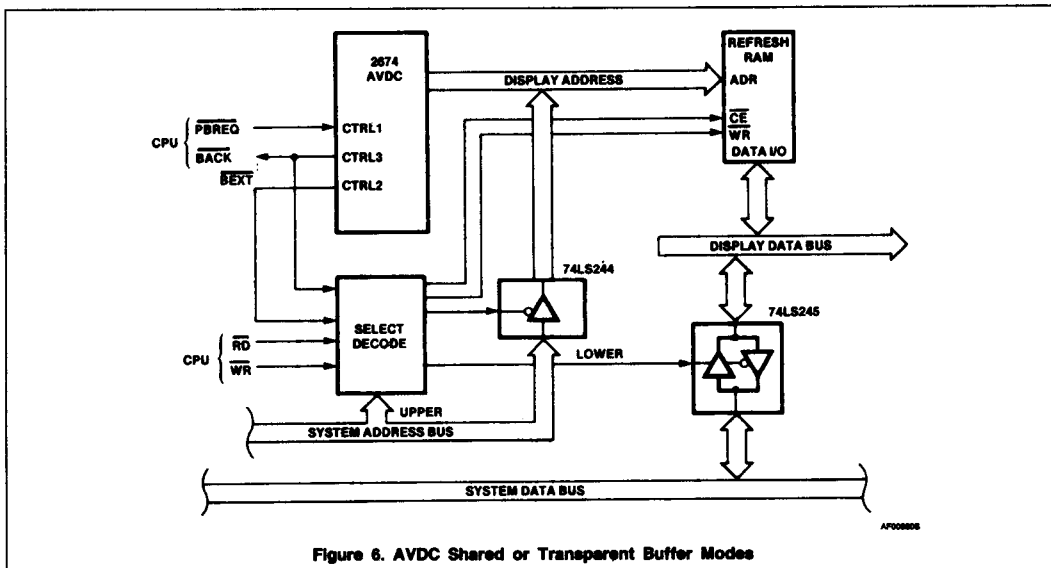 2674
AVDC
REFRESH
RAM
DISPLAY ADDRESS
ADR
CE
WR
DATA I/O
CPU
PBREQ
CTRL1
BACK
CTRL3
BEXT
CTRL2
DISPLAY DATA BUS
74LS244
74LS245
SELECT
DECODE
CPU
RD
WR
LOWER
UPPER
SYSTEM ADDRESS BUS
SYSTEM DATA BUS
Figure 6. AVDC Shared or Transparent Buffer Modes